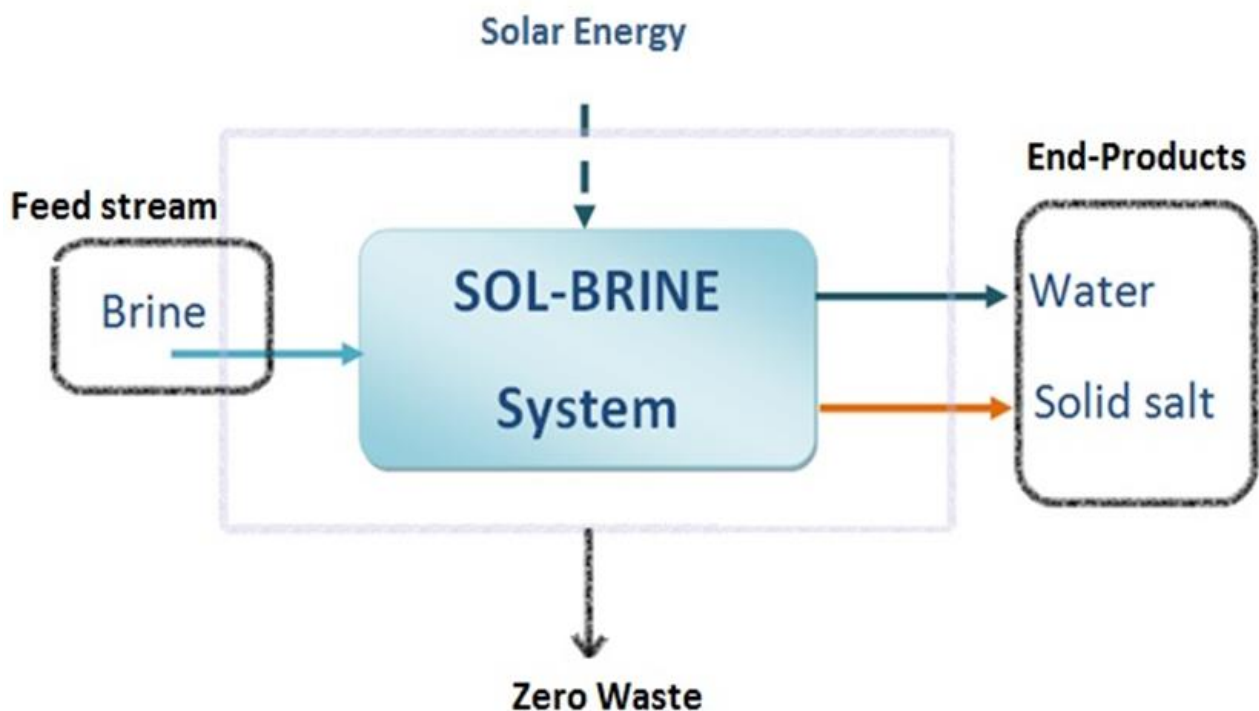 Solar Energy
End-Products
Feed stream
Brine
SOL-BRINE
System
Water
Solid salt
Zero Waste